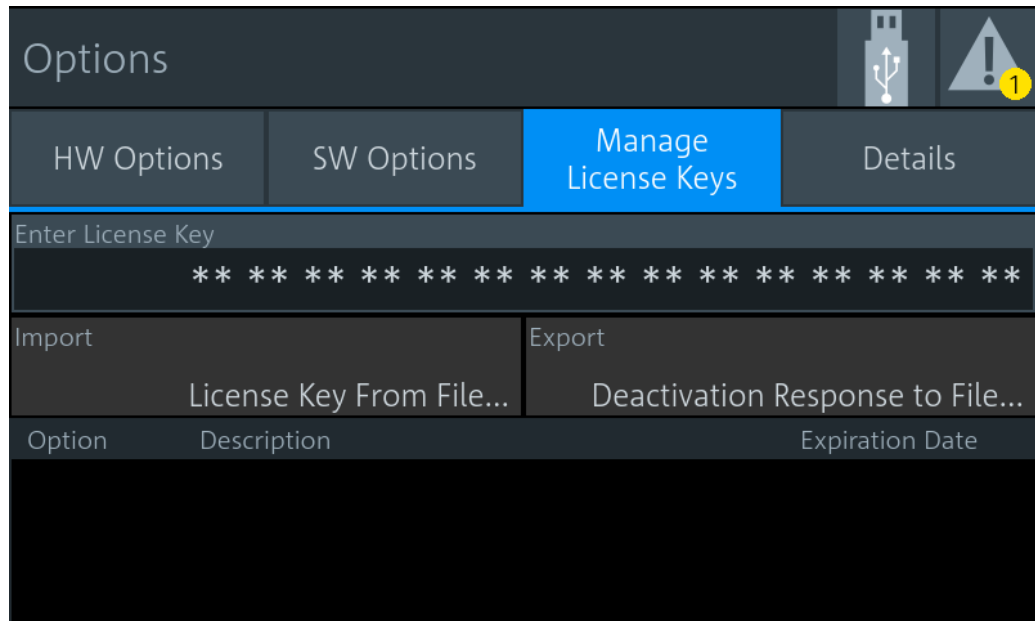 Options
1
HW Options
SW Options
Manage
License Keys
Details
Enter License Key
** ** ** ** ** ** ** ** ** ** ** ** ** ** **
Import
License Key From File...
Export
Deactivation Response to File...
Option
Description
Expiration Date